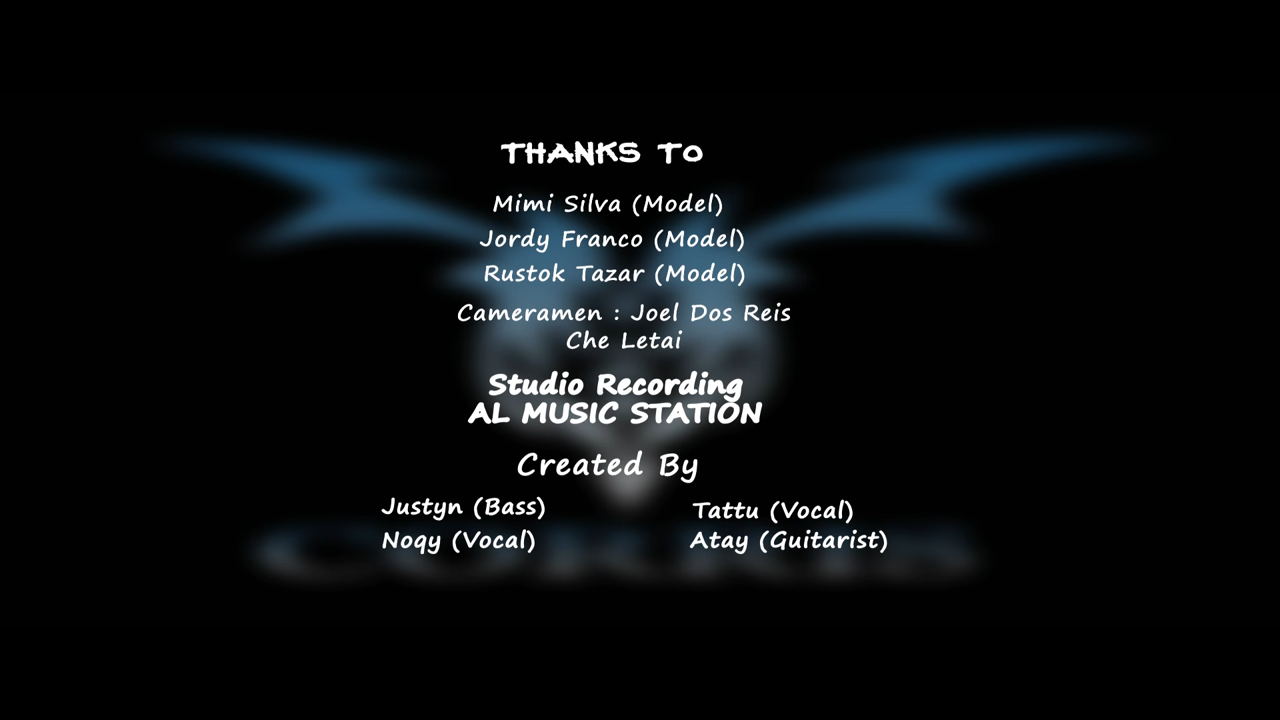 THANKS TO
Mimi Silva (Model)
Jordy Franco (Model)
Rustok Tazar (Model)
Cameramen : Joel Dos Reis
Che Letai
Studio Recording
AL MUSIC STATION
Created By
Justyn (Bass) Tattu (Vocal)
Noqy (Vocal) Atay (Guitarist)